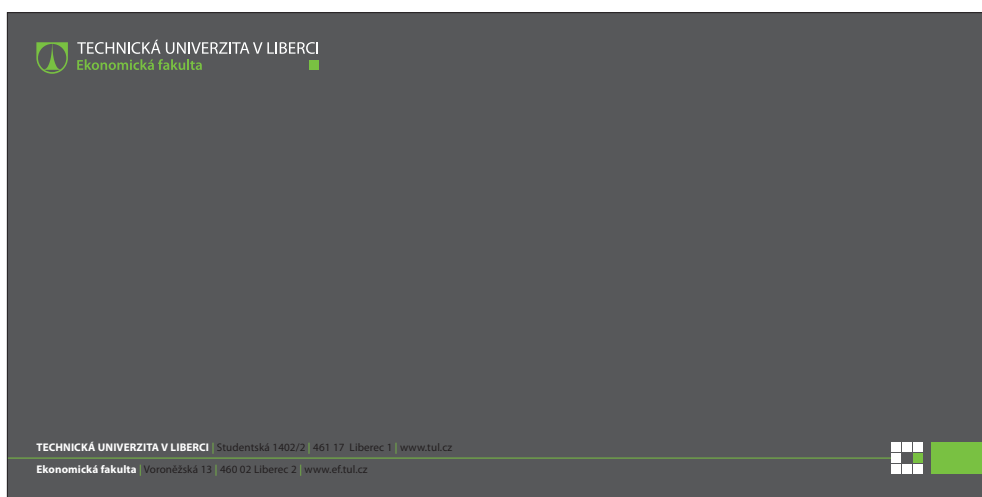 TECHNICKÁ UNIVERZITA V LIBERCI
Ekonomická fakulta
TECHNICKÁ UNIVERZITA V LIBERCI | Studentská 1402/2 | 461 17 Liberec 1 | www.tul.cz
Ekonomická fakulta | Voroněžská 13 | 460 02 Liberec 2 | www.ef.tul.cz